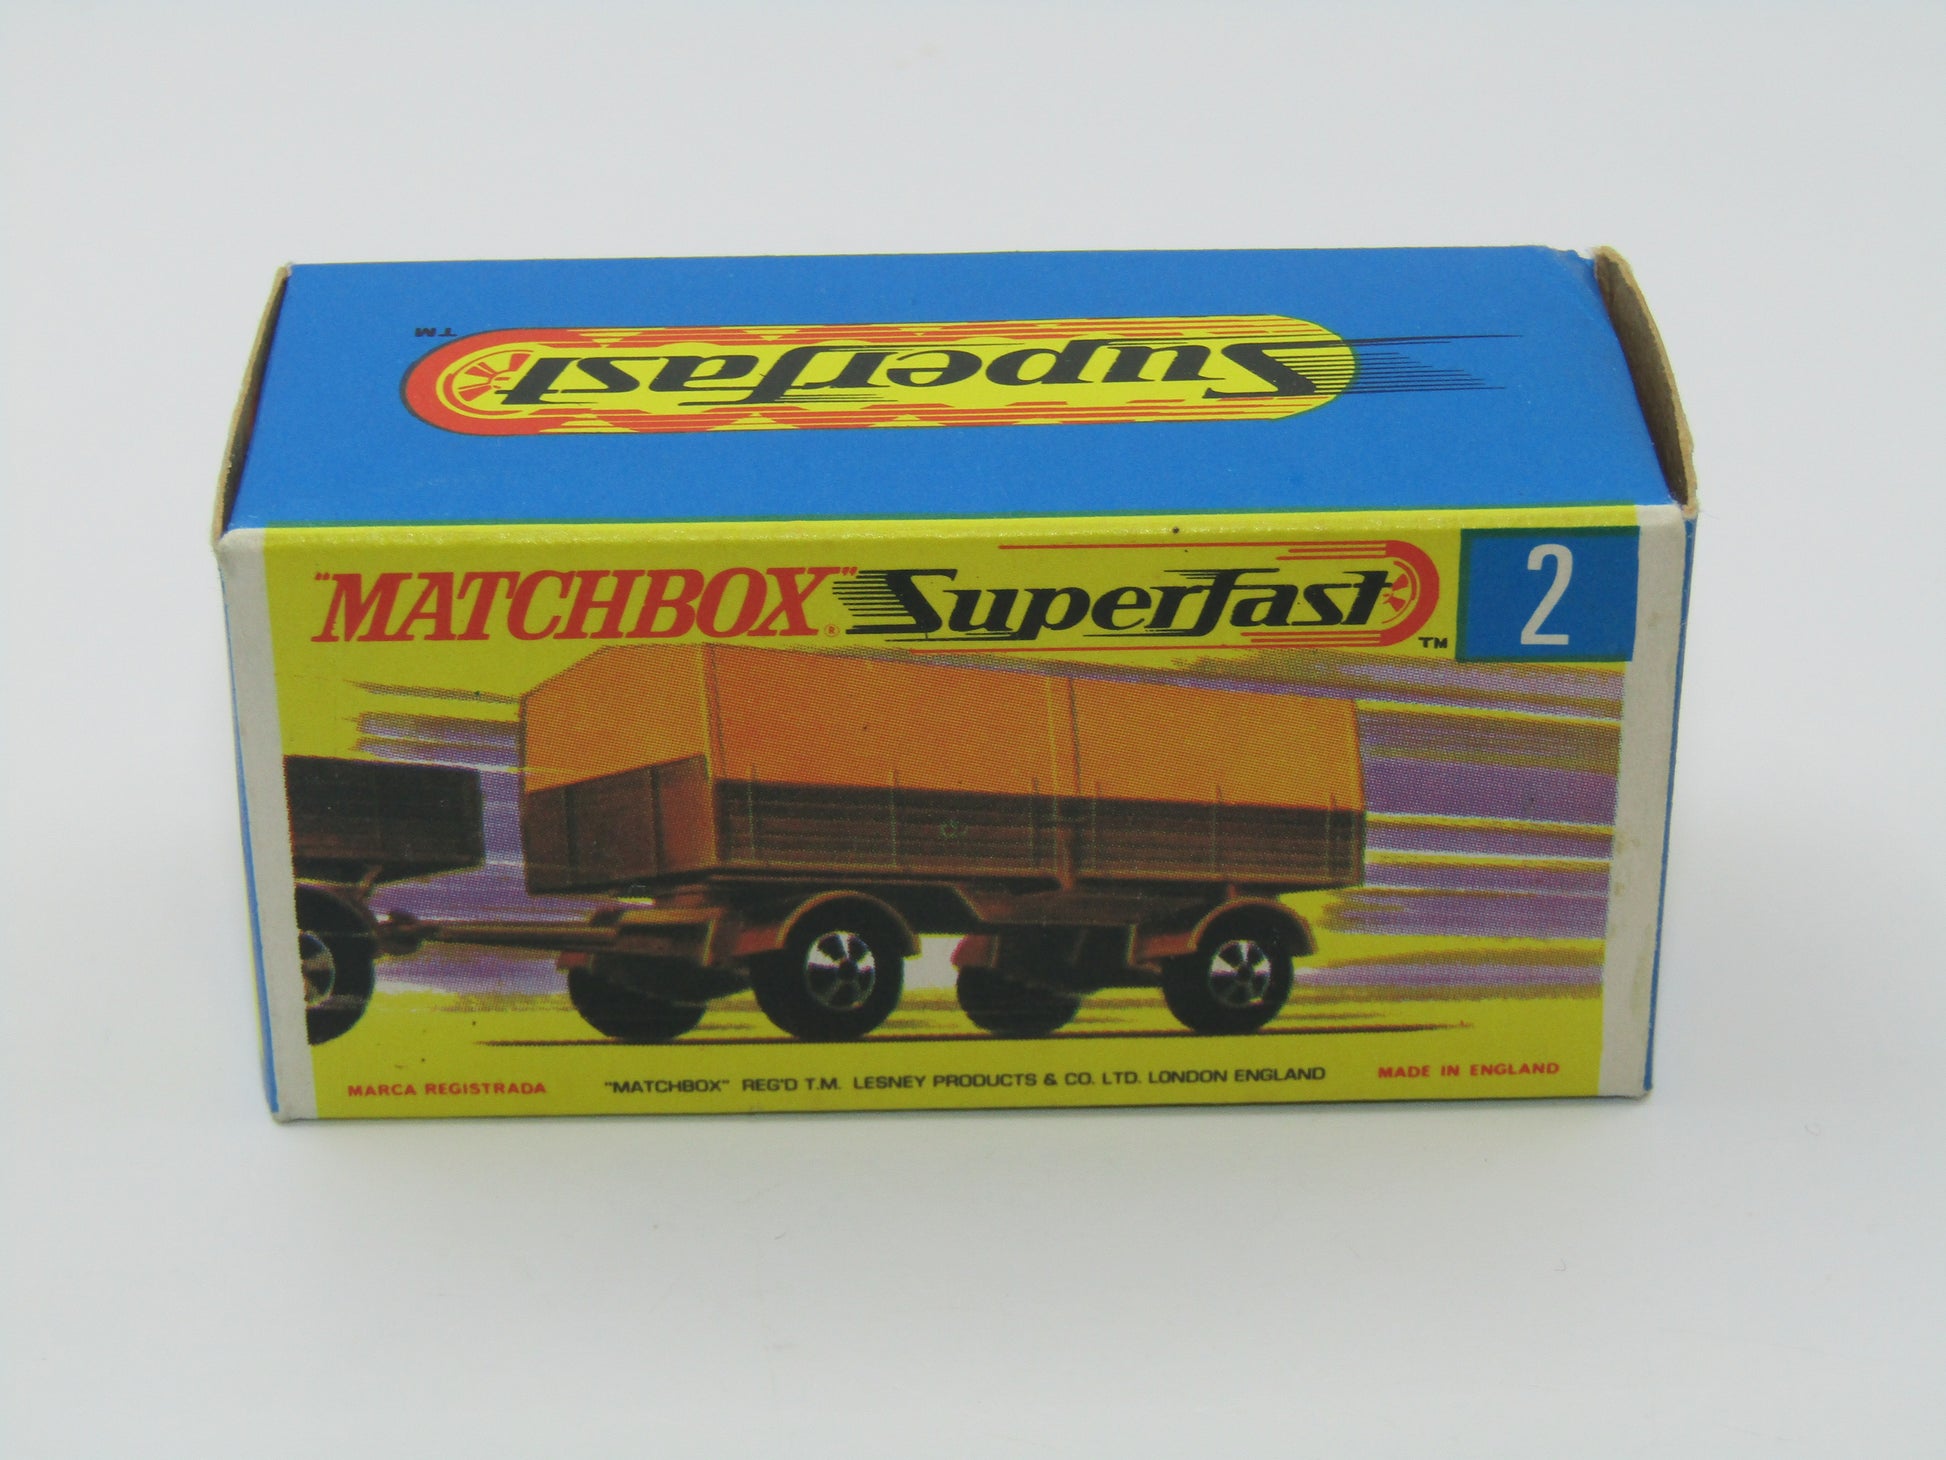 Superfast
TM
"MATCHBOX"® Superfast TM 2
MARCA REGISTRADA "MATCHBOX" REG'D T.M. LESNEY PRODUCTS & CO. LTD. LONDON ENGLAND MADE IN ENGLAND